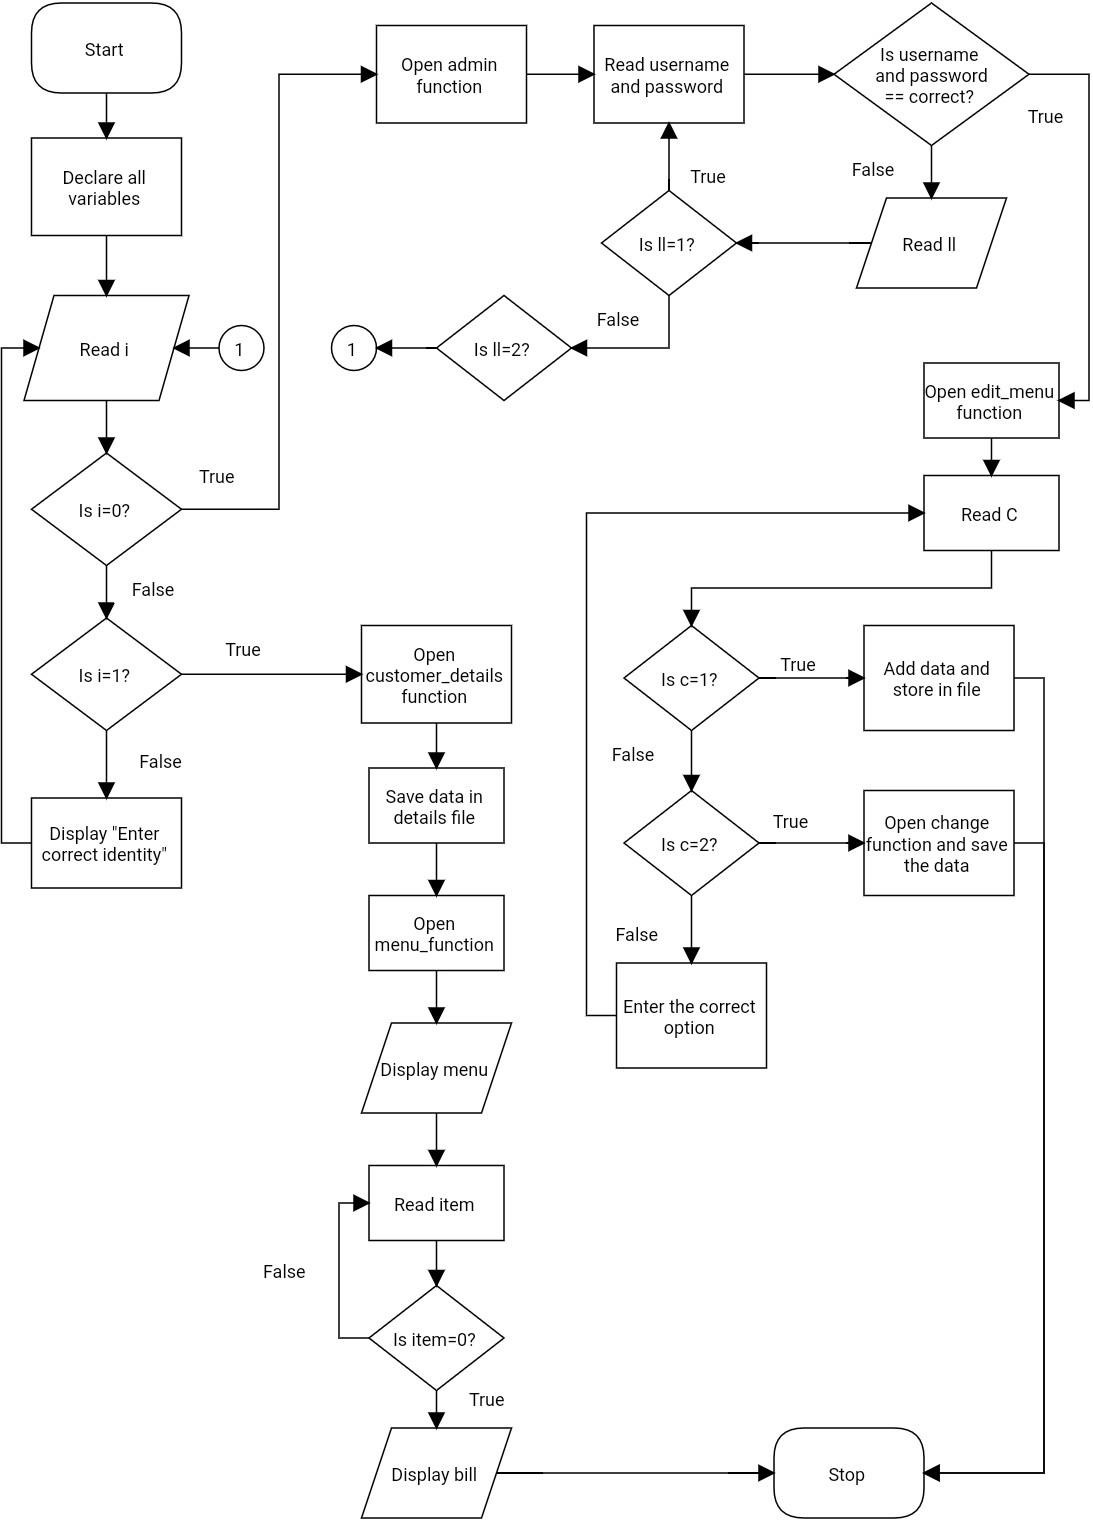 Start
Declare all
variables
Read i
1
Is i=0?
True
False
Is i=1?
True
False
Display "Enter
correct identity"
Open admin
function
Read username
and password
Is username
and password
== correct?
True
False
Read ll
Is ll=1?
True
False
Is ll=2?
1
Open edit_menu
function
Read C
Is c=1?
True
Add data and
store in file
False
Is c=2?
True
Open change
function and save
the data
False
Enter the correct
option
Open
customer_details
function
Save data in
details file
Open
menu_function
Display menu
Read item
False
Is item=0?
True
Display bill
Stop